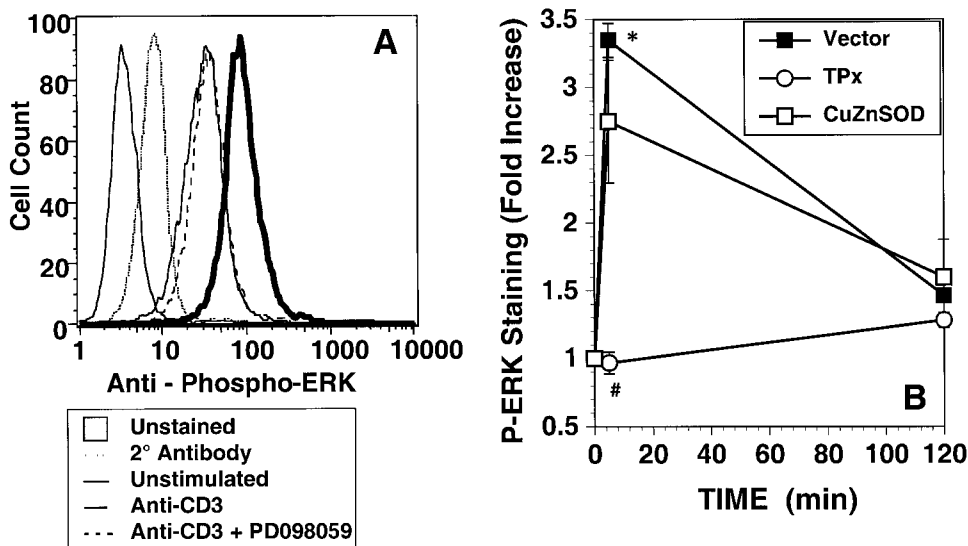 A
Cell Count
100
80
60
40
20
0
1
10
100
1000
10000
Anti - Phospho-ERK
Unstained
2° Antibody
Unstimulated
Anti-CD3
Anti-CD3 + PD098059
B
P-ERK Staining (Fold Increase)
3.5
3
2.5
2
1.5
1
0.5
*
#
Vector
TPx
CuZnSOD
0
20
40
60
80
100
120
TIME (min)